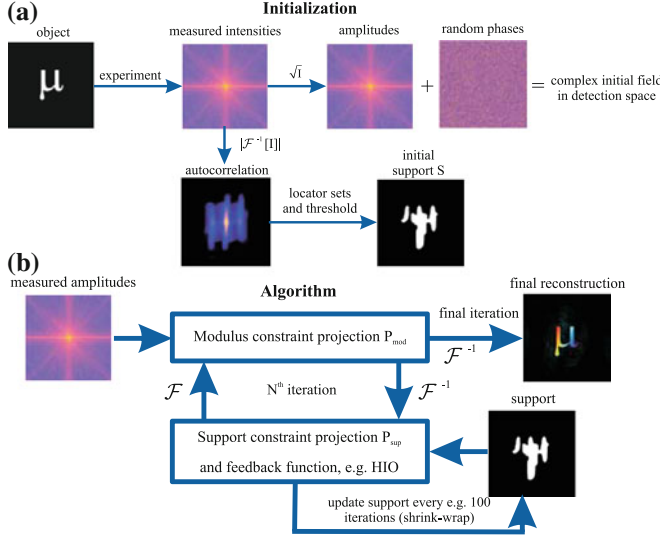 (a)
Initialization
object
measured intensities
amplitudes
random phases
μ
experiment
√I
+
=
complex initial field
in detection space
|ℱ⁻¹[I]|
autocorrelation
initial
support S
locator sets
and threshold
(b)
measured amplitudes
Algorithm
final reconstruction
Modulus constraint projection P_mod
final iteration
ℱ⁻¹
μ
ℱ
Nᵗʰ iteration
ℱ⁻¹
support
Support constraint projection P_sup
and feedback function, e.g. HIO
update support every e.g. 100
iterations (shrink-wrap)